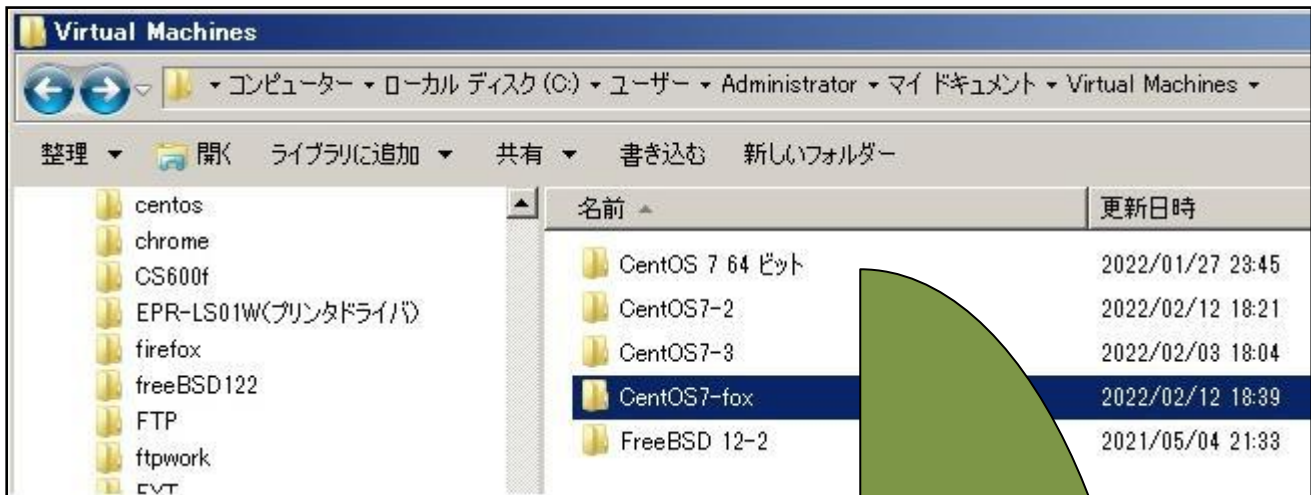 Virtual Machines
コンピューター ローカル ディスク (C:) ユーザー Administrator マイ ドキュメント Virtual Machines
整理 開く ライブラリに追加 共有 書き込む 新しいフォルダー
centos
chrome
CS600f
EPR-LS01W(プリンタドライバ)
firefox
freeBSD122
FTP
ftpwork
名前 更新日時
CentOS 7 64 ビット 2022/01/27 23:45
CentOS7-2 2022/02/12 18:21
CentOS7-3 2022/02/03 18:04
CentOS7-fox 2022/02/12 18:39
FreeBSD 12-2 2021/05/04 21:33